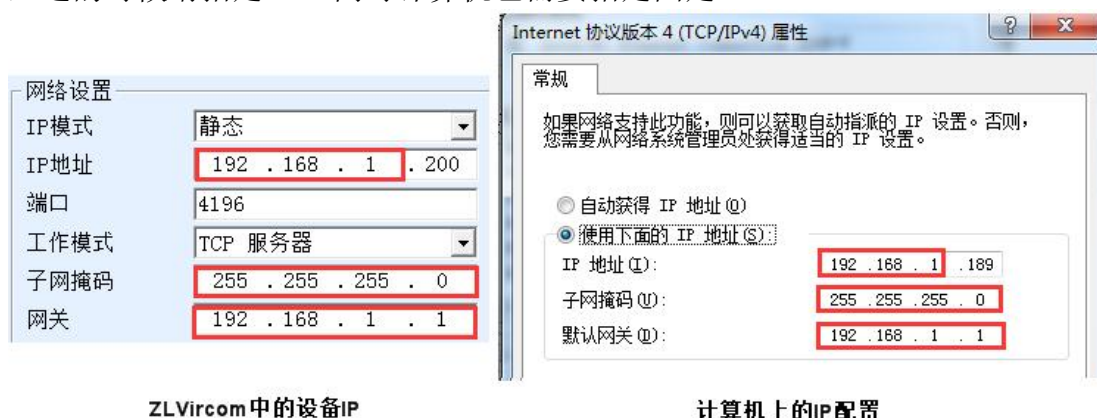 网络设置
IP模式 静态
IP地址 192 . 168 . 1 . 200
端口 4196
工作模式 TCP 服务器
子网掩码 255 . 255 . 255 . 0
网关 192 . 168 . 1 . 1
ZLVircom中的设备IP
Internet 协议版本 4 (TCP/IPv4) 属性
常规
如果网络支持此功能，则可以获取自动指派的 IP 设置。否则，
您需要从网络系统管理员处获得适当的 IP 设置。
自动获得 IP 地址(O)
使用下面的 IP 地址(S):
IP 地址(I): 192 .168 . 1 .189
子网掩码(U): 255 .255 .255 . 0
默认网关(D): 192 .168 . 1 . 1
计算机上的IP配置